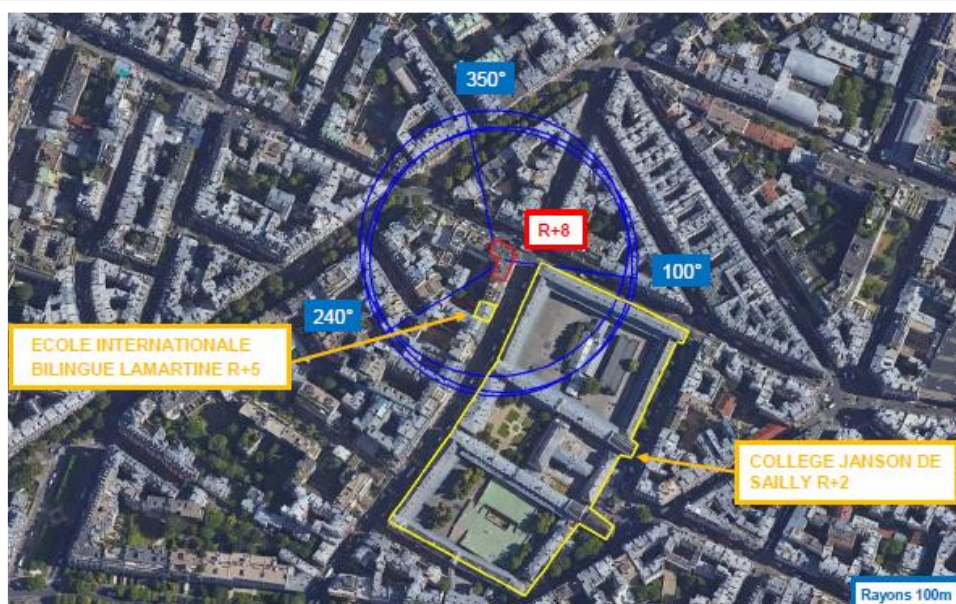 350°
R+8
100°
240°
ECOLE INTERNATIONALE
BILINGUE LAMARTINE R+5
COLLEGE JANSON DE
SAILLY R+2
Rayons 100m